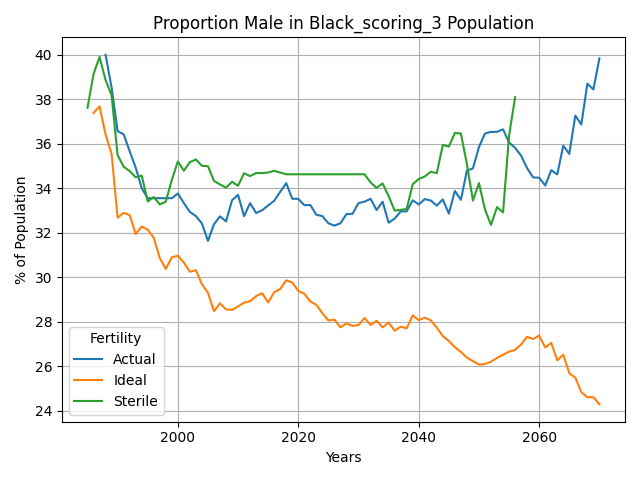 Proportion Male in Black_scoring_3 Population
% of Population
40
38
36
34
32
30
28
26
24
Fertility
Actual
Ideal
Sterile
2000
2020
2040
2060
Years